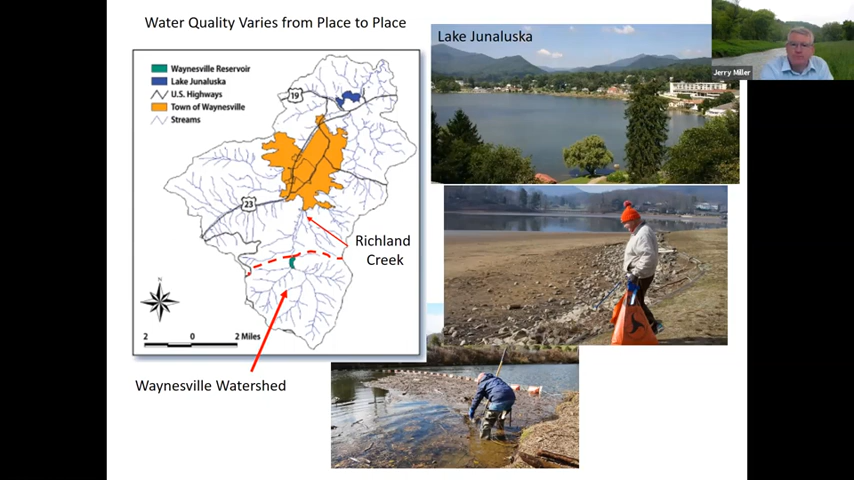 Water Quality Varies from Place to Place
Lake Junaluska
Jerry Miller
Waynesville Reservoir
Lake Junaluska
U.S. Highways
Town of Waynesville
Streams
19
23
Richland
Creek
N
2 0 2 Miles
Waynesville Watershed